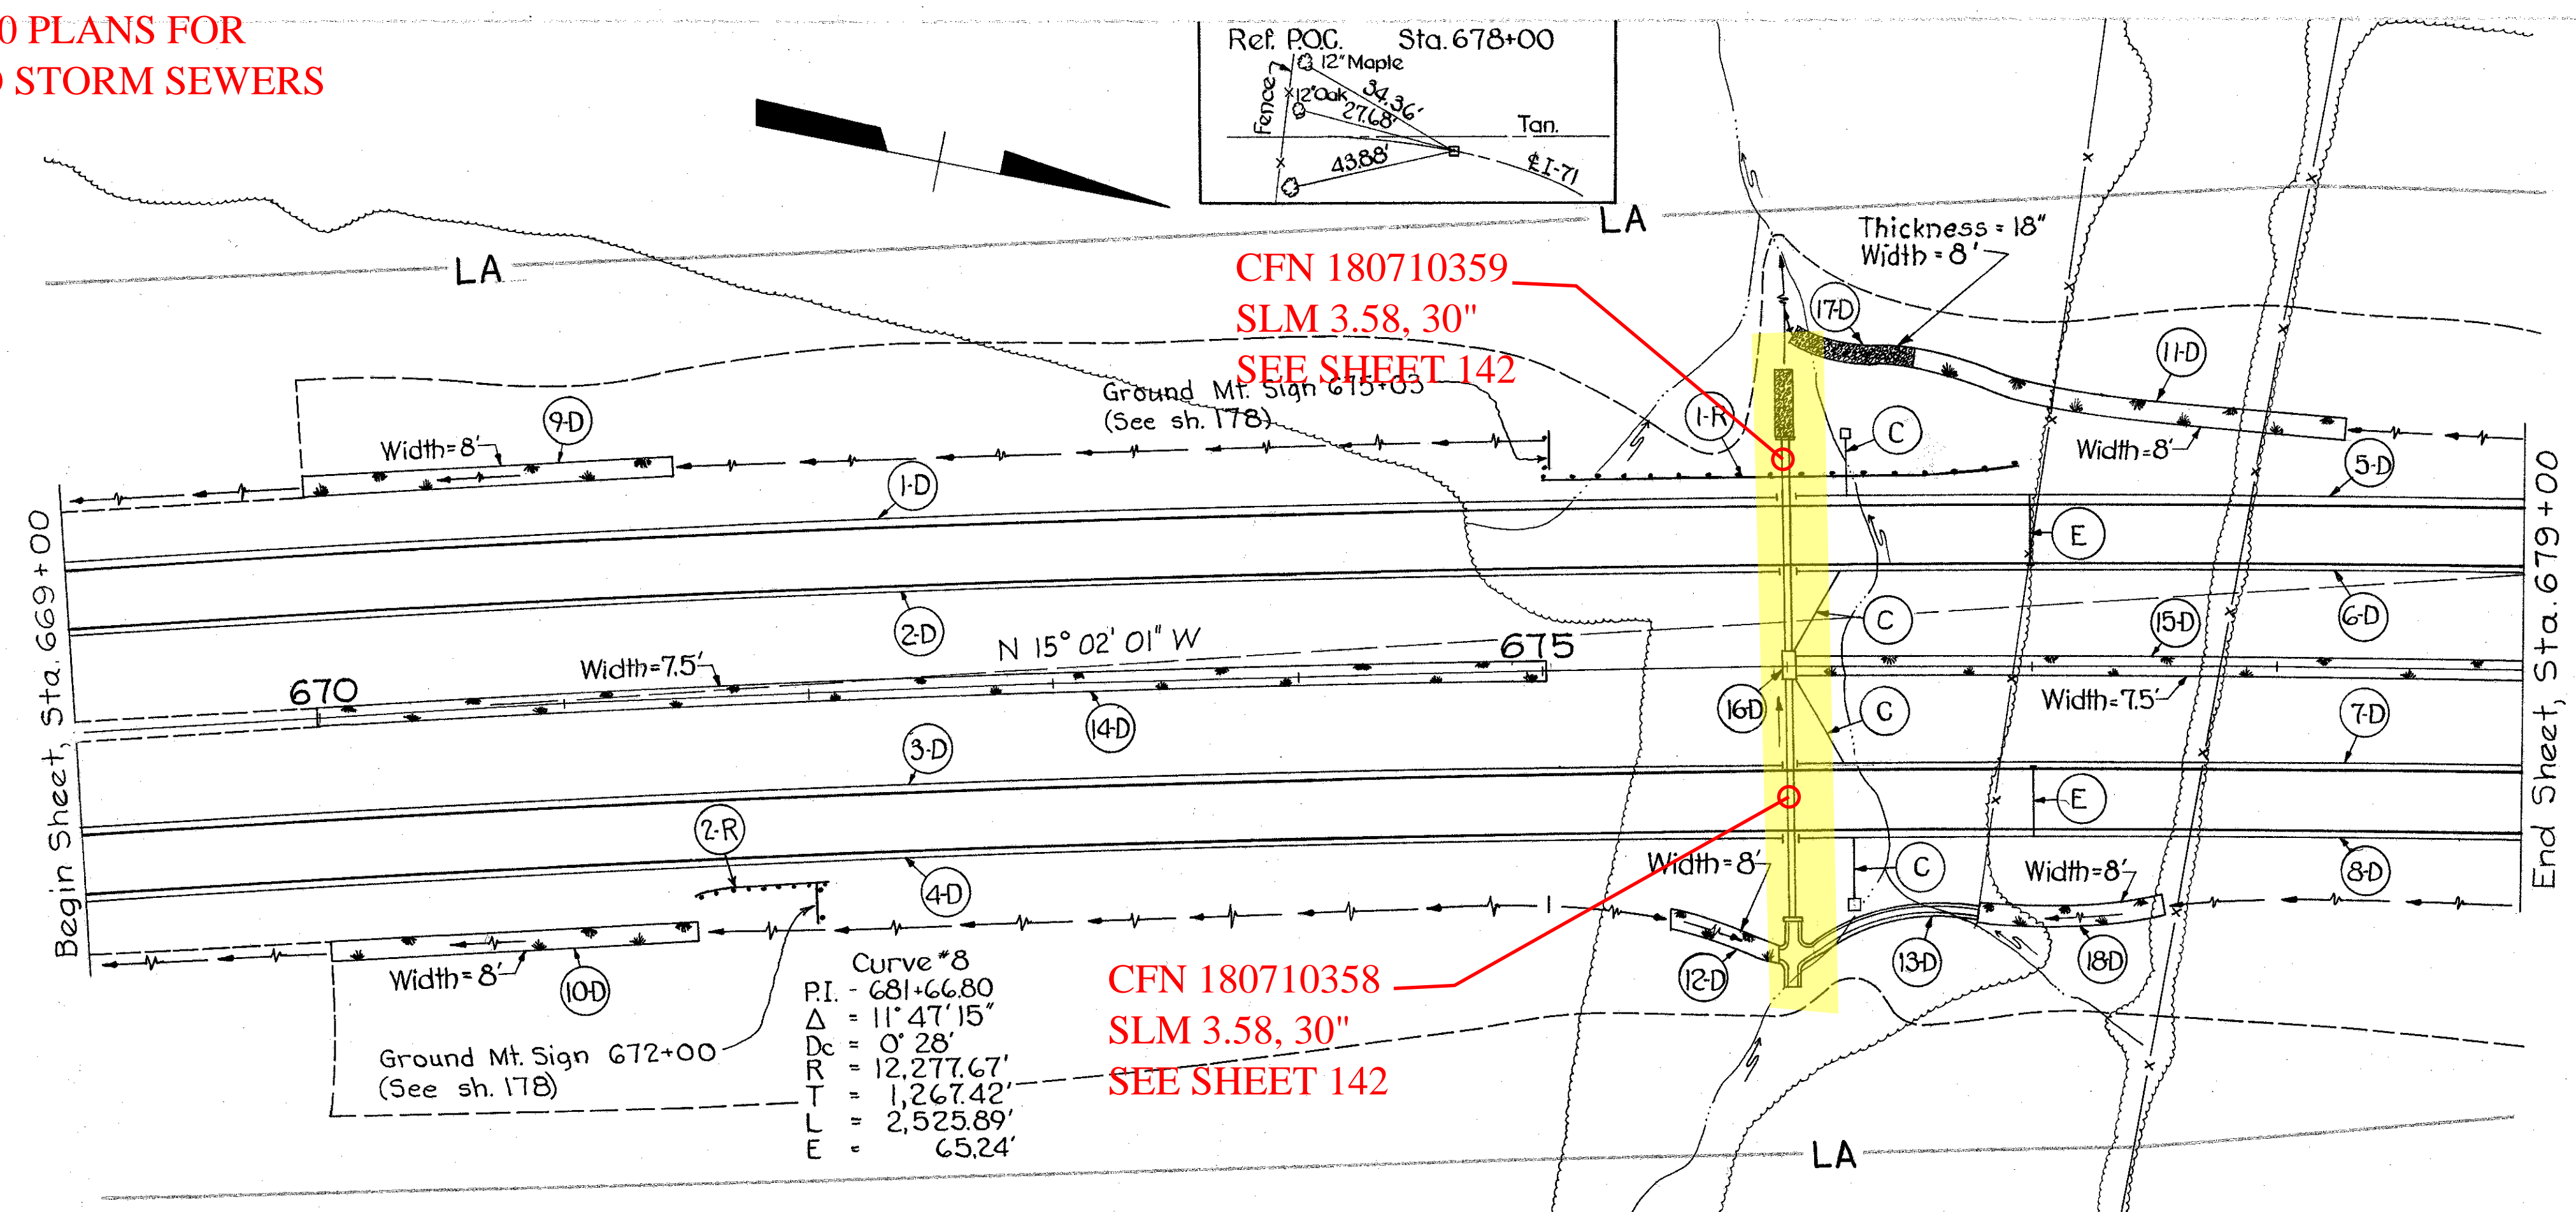 0 PLANS FOR
STORM SEWERS
Ref. P.O.C. Sta. 678+00
12" Maple
Fence
12" Oak
34.36'
27.68'
Tan.
43.88'
℄ I-71
LA
LA
Thickness = 18"
Width = 8'
CFN 180710359
SLM 3.58, 30"
SEE SHEET 142
Ground Mt. Sign 675+03
(See sh. 178)
17-D
11-D
1-R
C
Width=8'
9-D
Width=8'
5-D
1-D
E
Begin Sheet, Sta. 669+00
End Sheet, Sta. 679+00
2-D
N 15° 02' 01" W
675
C
15-D
6-D
Width=7.5'
670
14-D
16-D
C
Width=7.5'
7-D
3-D
E
2-R
4-D
Width=8'
C
Width=8'
8-D
Width=8'
10-D
12-D
13-D
18-D
Curve #8
P.I. - 681+66.80
Δ = 11° 47' 15"
Dc = 0° 28'
R = 12,277.67'
T = 1,267.42'
L = 2,525.89'
E = 65.24'
Ground Mt. Sign 672+00
(See sh. 178)
CFN 180710358
SLM 3.58, 30"
SEE SHEET 142
LA